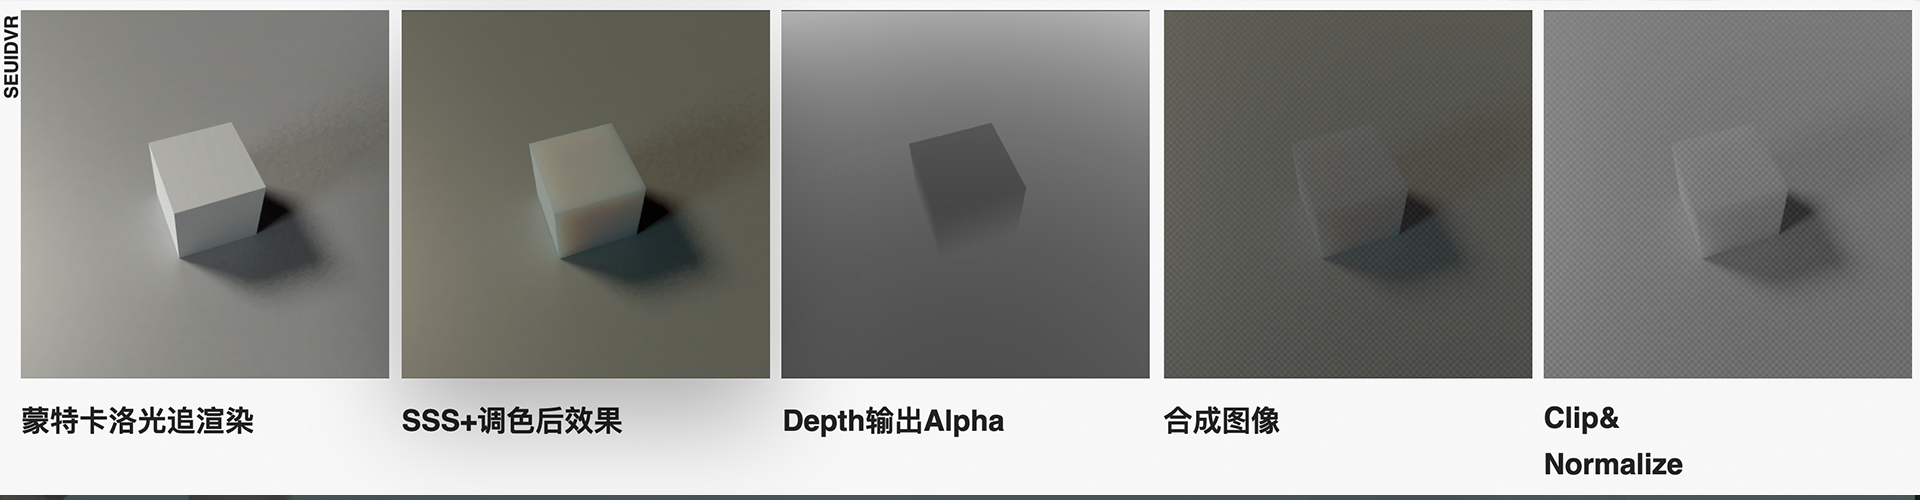 SEUIDVR
蒙特卡洛光追渲染
SSS+调色后效果
Depth输出Alpha
合成图像
Clip&
Normalize